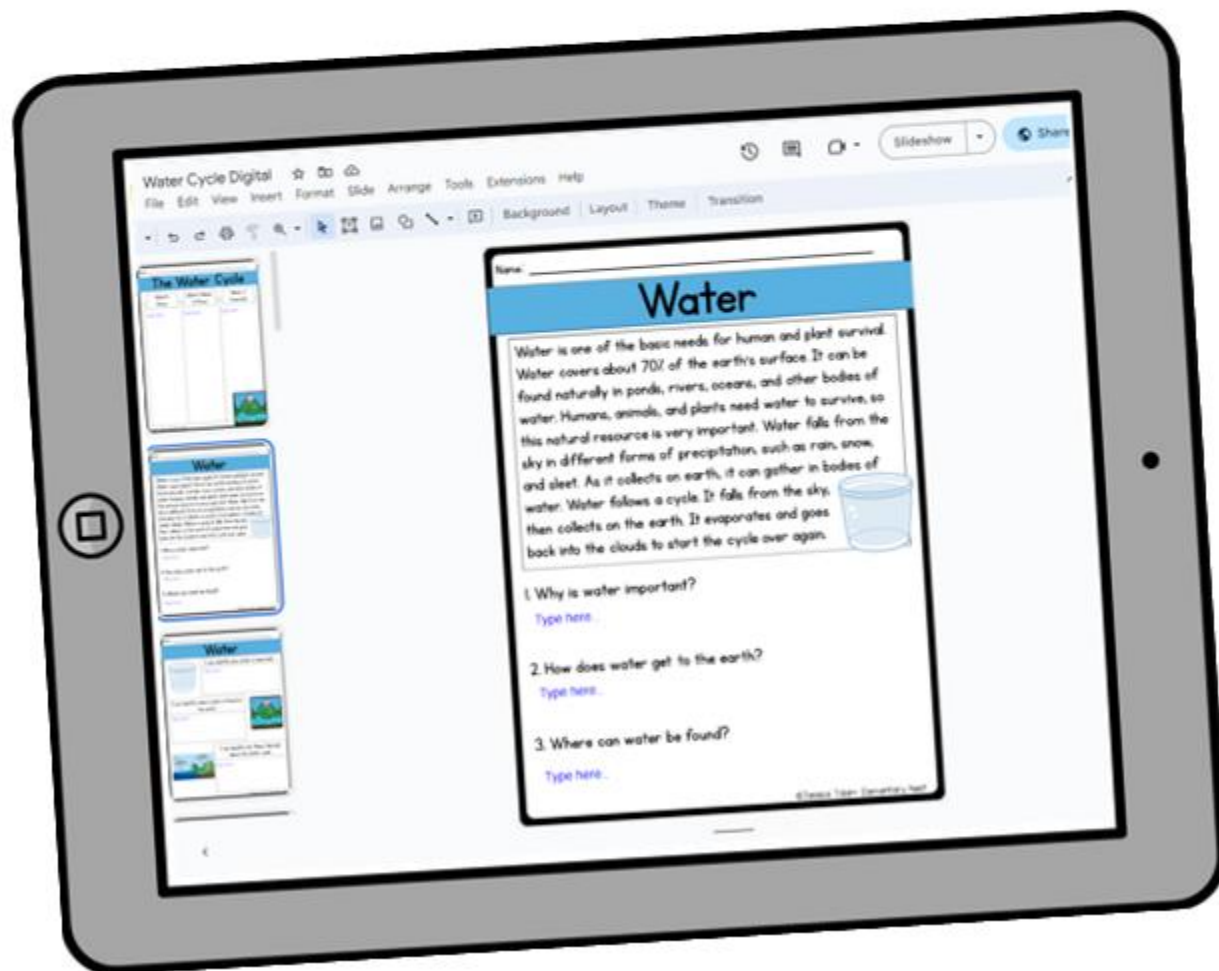 Water Cycle Digital
File Edit View Insert Format Slide Arrange Tools Extensions Help
Slideshow
Share
Background Layout Theme Transition
The Water Cycle
Water
Water
Name:
Water
Water is one of the basic needs for human and plant survival.
Water covers about 70% of the earth's surface. It can be
found naturally in ponds, rivers, oceans, and other bodies of
water. Humans, animals, and plants need water to survive, so
this natural resource is very important. Water falls from the
sky in different forms of precipitation, such as rain, snow,
and sleet. As it collects on earth, it can gather in bodies of
water. Water follows a cycle. It falls from the sky,
then collects on the earth. It evaporates and goes
back into the clouds to start the cycle over again.
1. Why is water important?
Type here...
2. How does water get to the earth?
Type here...
3. Where can water be found?
Type here...